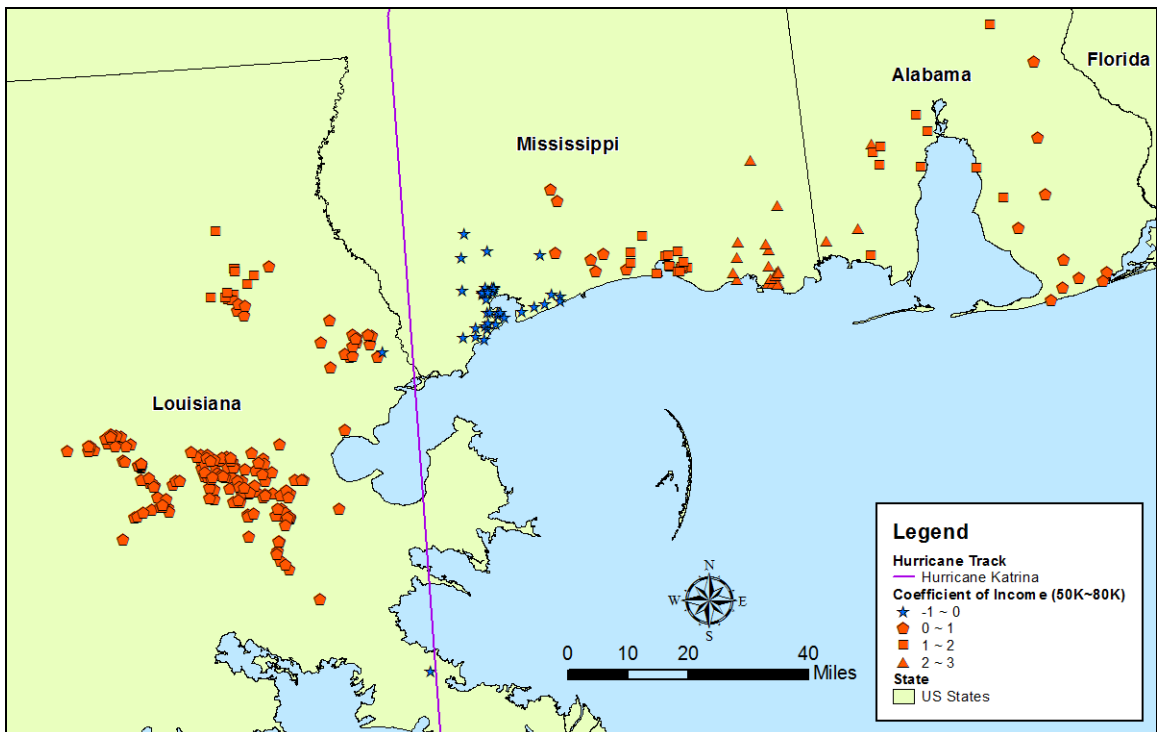 Florida
Alabama
Mississippi
Louisiana
Legend
Hurricane Track
Hurricane Katrina
Coefficient of Income (50K~80K)
-1 ~ 0
0 ~ 1
1 ~ 2
2 ~ 3
State
US States
N
W E
S
0 10 20 40
Miles